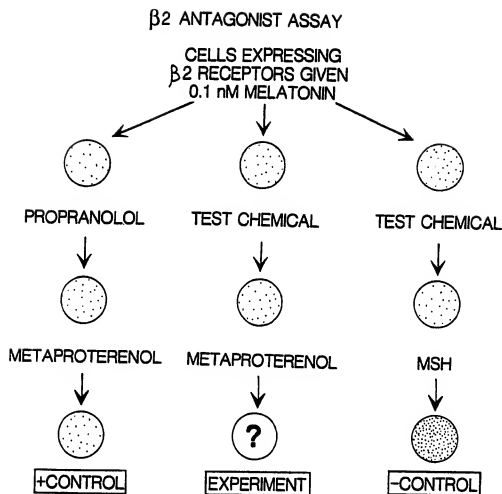 β2 ANTAGONIST ASSAY
CELLS EXPRESSING
β2 RECEPTORS GIVEN
0.1 nM MELATONIN
PROPRANOLOL TEST CHEMICAL TEST CHEMICAL
METAPROTERENOL METAPROTERENOL MSH
?
+CONTROL EXPERIMENT -CONTROL